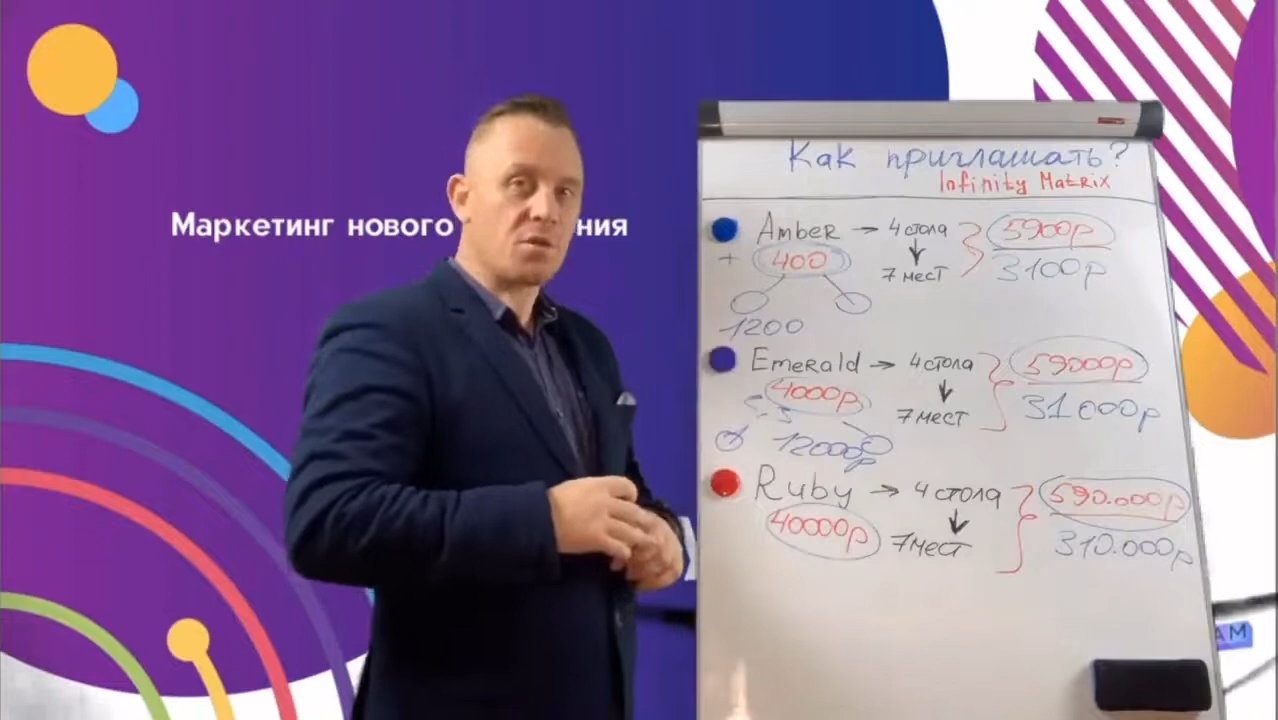 Маркетинг нового ния
Как приглашать?
Infinity Matrix
Amber → 4 стола
5900р
+ 400
7 мест
3100р
1200
Emerald → 4 стола
59000р
4000р
7 мест
31000р
12000р
Ruby → 4 стола
590.000р
40000р
7 мест
310.000р
АМ